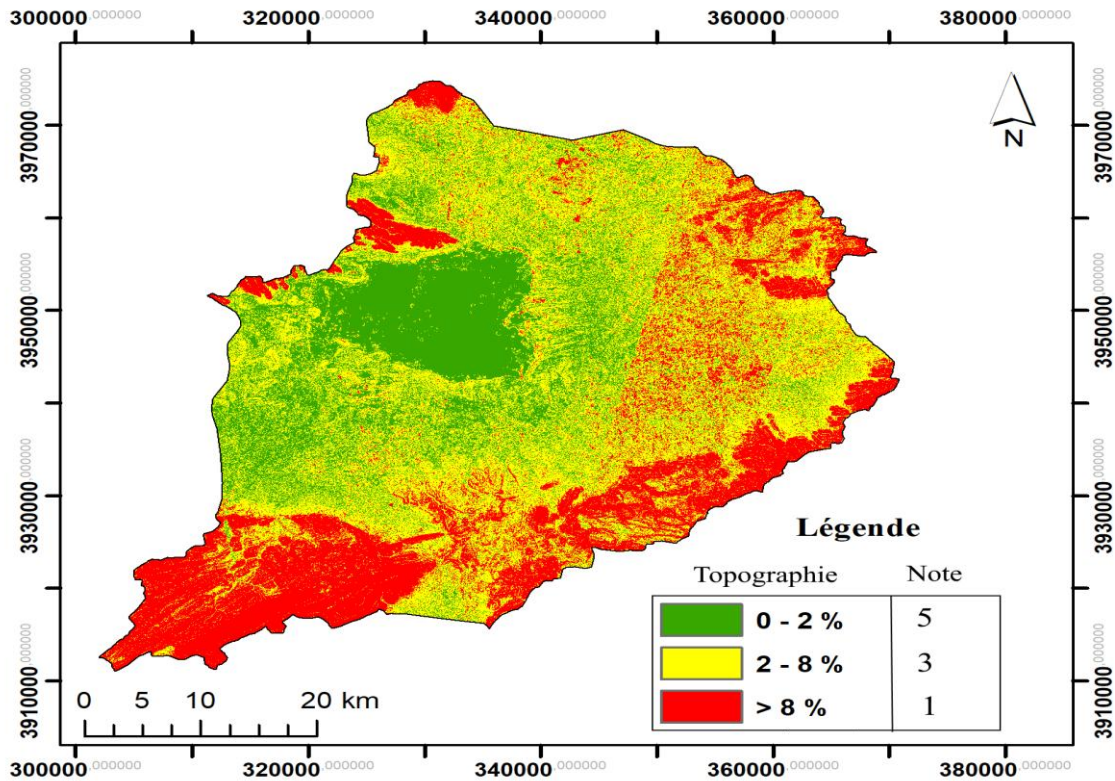 300000,000000 320000,000000 340000,000000 360000,000000 380000,000000
3970000,000000 3970000,000000
N
3950000,000000 3950000,000000
3930000,000000 3930000,000000
Légende
Topographie Note
0 - 2 % 5
2 - 8 % 3
> 8 % 1
3910000,000000 3910000,000000
0 5 10 20 km
300000,000000 320000,000000 340000,000000 360000,000000 380000,000000